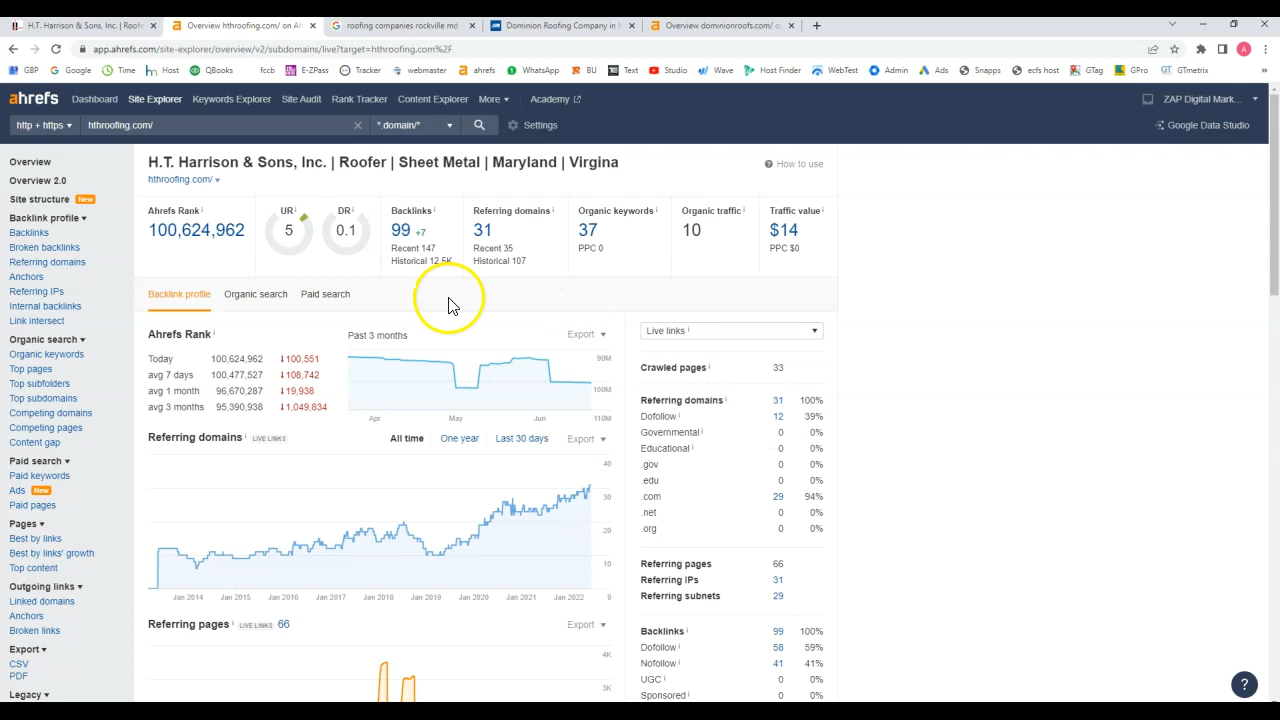 H.T. Harrison & Sons, Inc. | Roof
Overview hthroofing.com/ on Ah
roofing companies rockville md
Dominion Roofing Company in M
Overview dominionroofs.com/ o
app.ahrefs.com/site-explorer/overview/v2/subdomains/live?target=hthroofing.com%2F
A
GBP Google Time Host QBooks fccb E-ZPass Tracker webmaster ahrefs WhatsApp BU Text Studio Wave Host Finder WebTest Admin Ads Snapps ecfs host GTag GPro GTmetrix
ahrefs Dashboard Site Explorer Keywords Explorer Site Audit Rank Tracker Content Explorer More Academy ZAP Digital Mark...
http + https hthroofing.com/ *.domain/* Settings Google Data Studio
Overview
Overview 2.0
Site structure New
Backlink profile
Backlinks
Broken backlinks
Referring domains
Anchors
Referring IPs
Internal backlinks
Link intersect
Organic search
Organic keywords
Top pages
Top subfolders
Top subdomains
Competing domains
Competing pages
Content gap
Paid search
Paid keywords
Ads New
Paid pages
Pages
Best by links
Best by links' growth
Top content
Outgoing links
Linked domains
Anchors
Broken links
Export
CSV
PDF
Legacy
H.T. Harrison & Sons, Inc. | Roofer | Sheet Metal | Maryland | Virgina
How to use
hthroofing.com/
Ahrefs Rank UR DR Backlinks Referring domains Organic keywords Organic traffic Traffic value
100,624,962 5 0.1 99 +7 31 37 10 $14
Recent 147 Recent 35 PPC 0 PPC $0
Historical 12.5K Historical 107
Backlink profile Organic search Paid search
Ahrefs Rank
Past 3 months
Export
Today 100,624,962 ↓100,551
avg 7 days 100,477,527 ↓108,742
avg 1 month 96,670,287 ↓19,938
avg 3 months 95,390,938 ↓1,049,834
90M
100M
110M
Apr May Jun
Referring domains LIVE LINKS
All time One year Last 30 days Export
40
30
20
10
0
Jan 2014 Jan 2015 Jan 2016 Jan 2017 Jan 2018 Jan 2019 Jan 2020 Jan 2021 Jan 2022
Referring pages LIVE LINKS 66
Export
4K
3K
Live links
Crawled pages 33
Referring domains 31 100%
Dofollow 12 39%
Governmental 0 0%
Educational 0 0%
.gov 0 0%
.edu 0 0%
.com 29 94%
.net 0 0%
.org 0 0%
Referring pages 66
Referring IPs 31
Referring subnets 29
Backlinks 99 100%
Dofollow 58 59%
Nofollow 41 41%
UGC 0 0%
Sponsored 0 0%
?